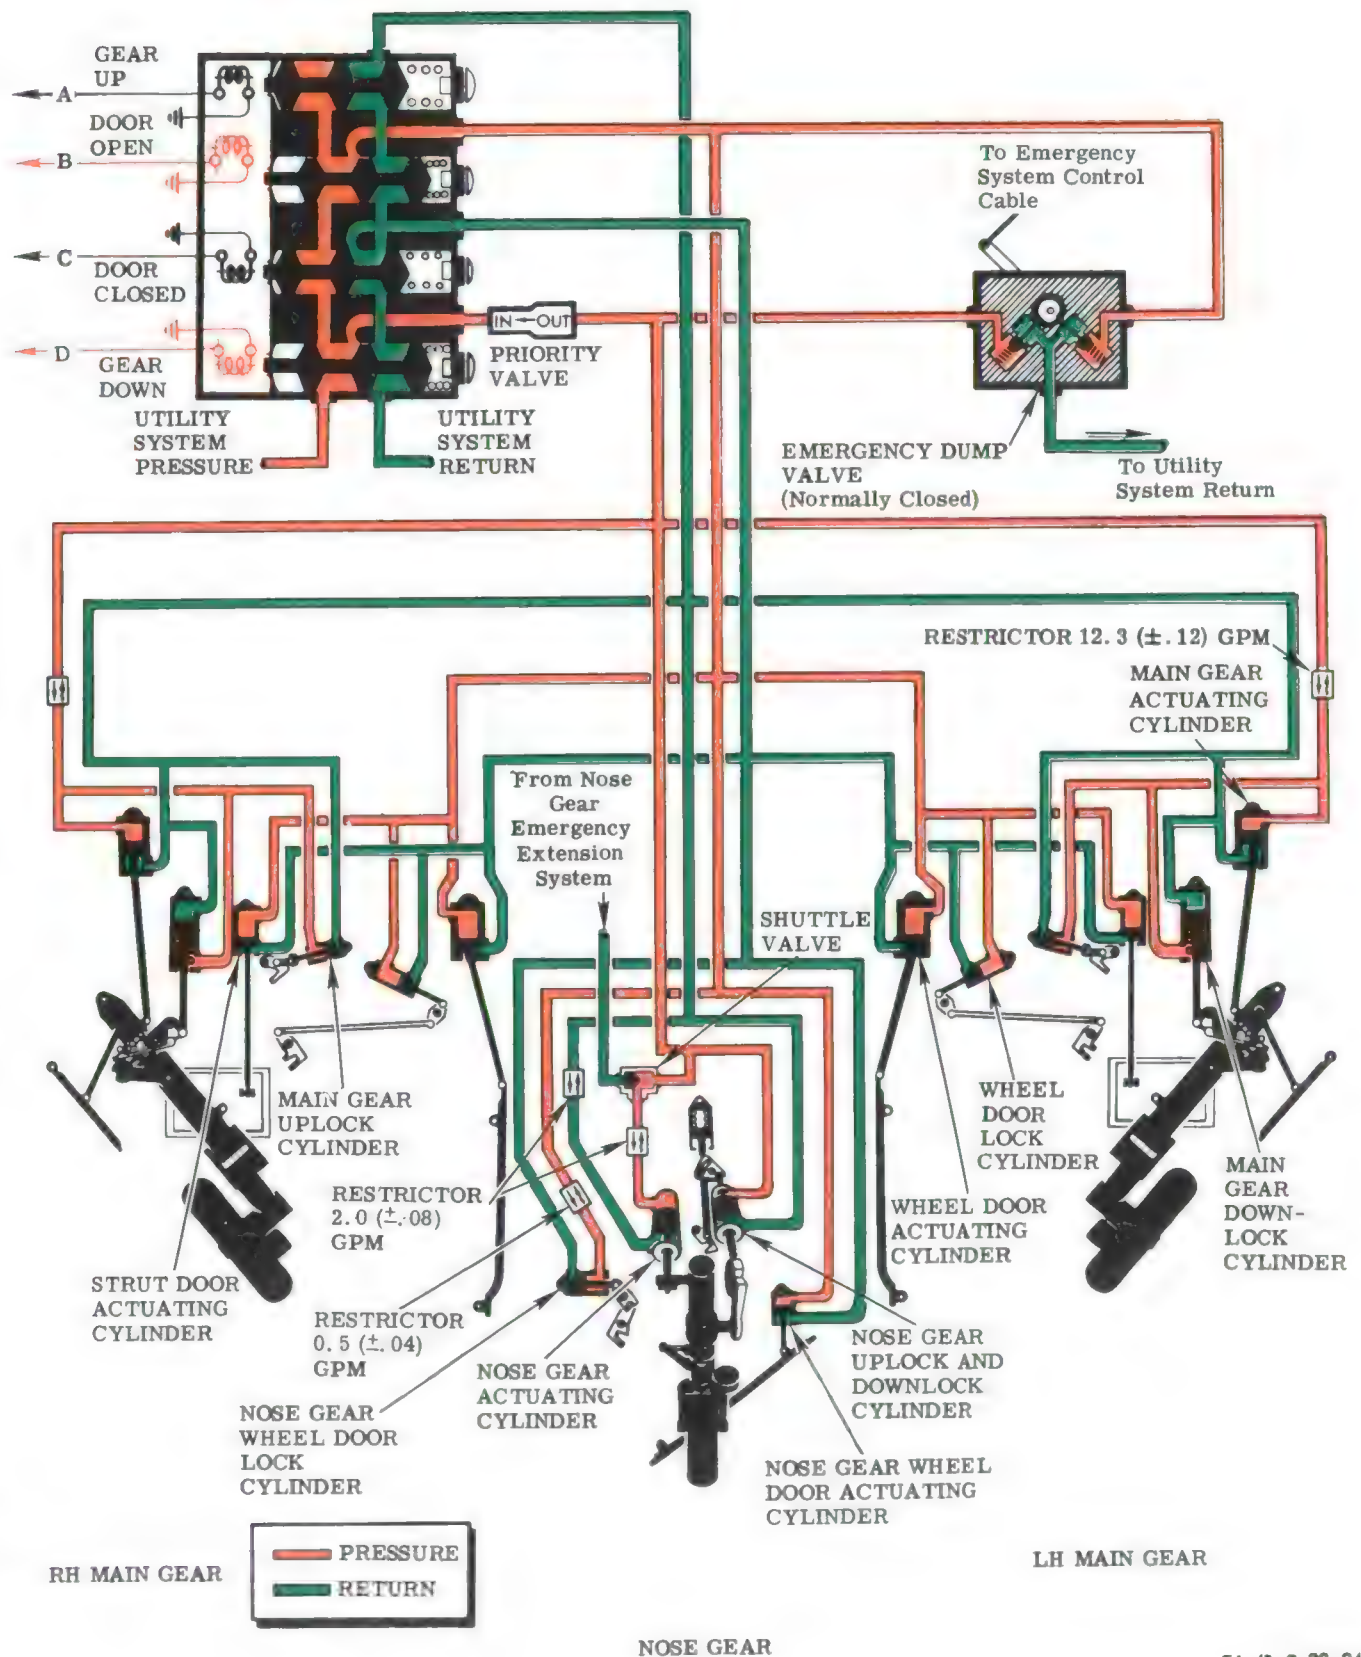 GEAR
UP
A
DOOR
OPEN
B
C
DOOR
CLOSED
D
GEAR
DOWN
UTILITY
SYSTEM
PRESSURE
UTILITY
SYSTEM
RETURN
IN
OUT
PRIORITY
VALVE
To Emergency
System Control
Cable
EMERGENCY DUMP
VALVE
(Normally Closed)
To Utility
System Return
RESTRICTOR 12.3 (±.12) GPM
MAIN GEAR
ACTUATING
CYLINDER
From Nose
Gear
Emergency
Extension
System
SHUTTLE
VALVE
MAIN GEAR
UPLOCK
CYLINDER
WHEEL
DOOR
LOCK
CYLINDER
RESTRICTOR
2.0 (±.08)
GPM
WHEEL DOOR
ACTUATING
CYLINDER
MAIN
GEAR
DOWN-
LOCK
CYLINDER
STRUT DOOR
ACTUATING
CYLINDER
RESTRICTOR
0.5 (±.04)
GPM
NOSE GEAR
ACTUATING
CYLINDER
NOSE GEAR
UPLOCK AND
DOWNLOCK
CYLINDER
NOSE GEAR
WHEEL DOOR
LOCK
CYLINDER
NOSE GEAR WHEEL
DOOR ACTUATING
CYLINDER
PRESSURE
RETURN
RH MAIN GEAR
LH MAIN GEAR
NOSE GEAR